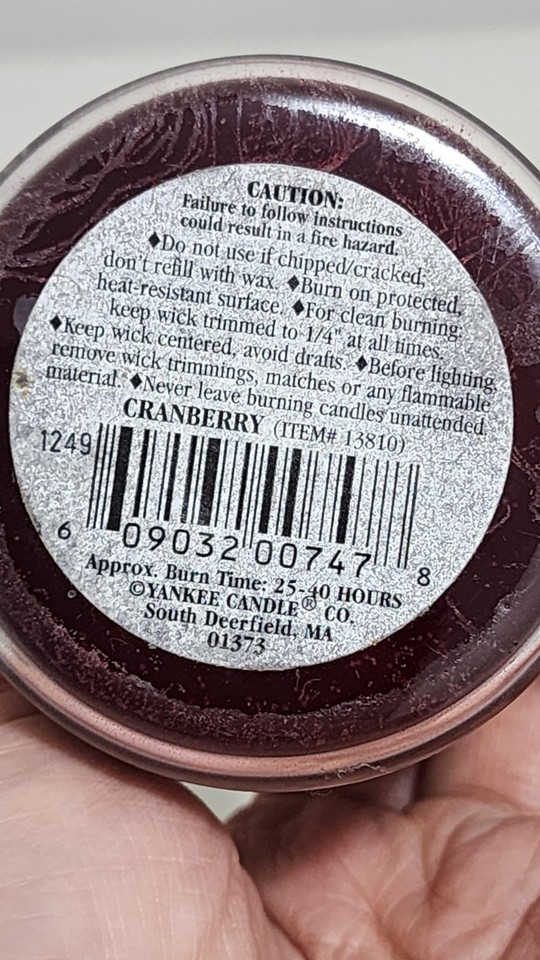 CAUTION:
Failure to follow instructions
could result in a fire hazard.
♦Do not use if chipped/cracked;
don't refill with wax. ♦Burn on protected,
heat-resistant surface. ♦For clean burning:
keep wick trimmed to 1/4" at all times.
♦Keep wick centered, avoid drafts. ♦Before lighting,
remove wick trimmings, matches or any flammable
material. ♦Never leave burning candles unattended.
CRANBERRY (ITEM# 13810)
1249
6 09032 00747 8
Approx. Burn Time: 25-40 HOURS
©YANKEE CANDLE® CO.
South Deerfield, MA
01373